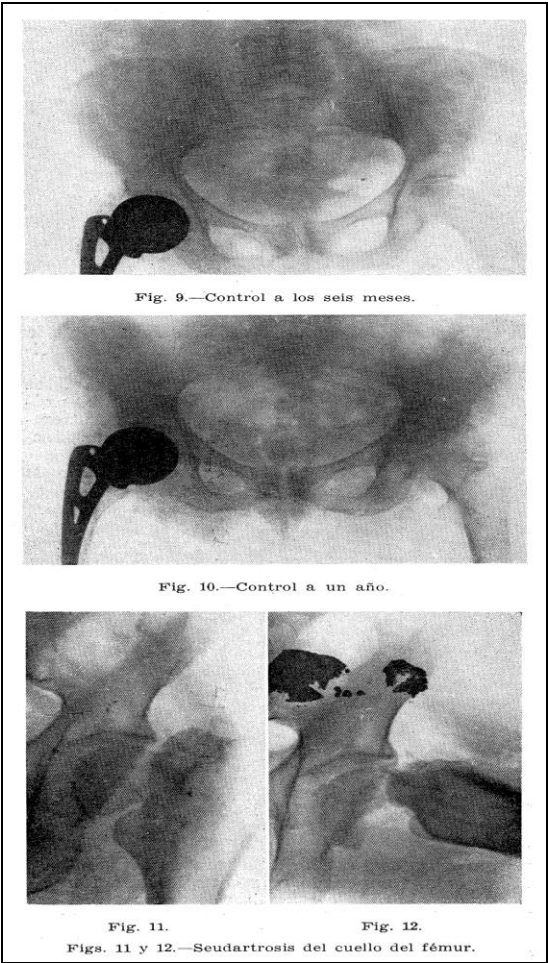 Fig. 9.—Control a los seis meses.
Fig. 10.—Control a un año.
Fig. 11.
Fig. 12.
Figs. 11 y 12.—Seudartrosis del cuello del fémur.